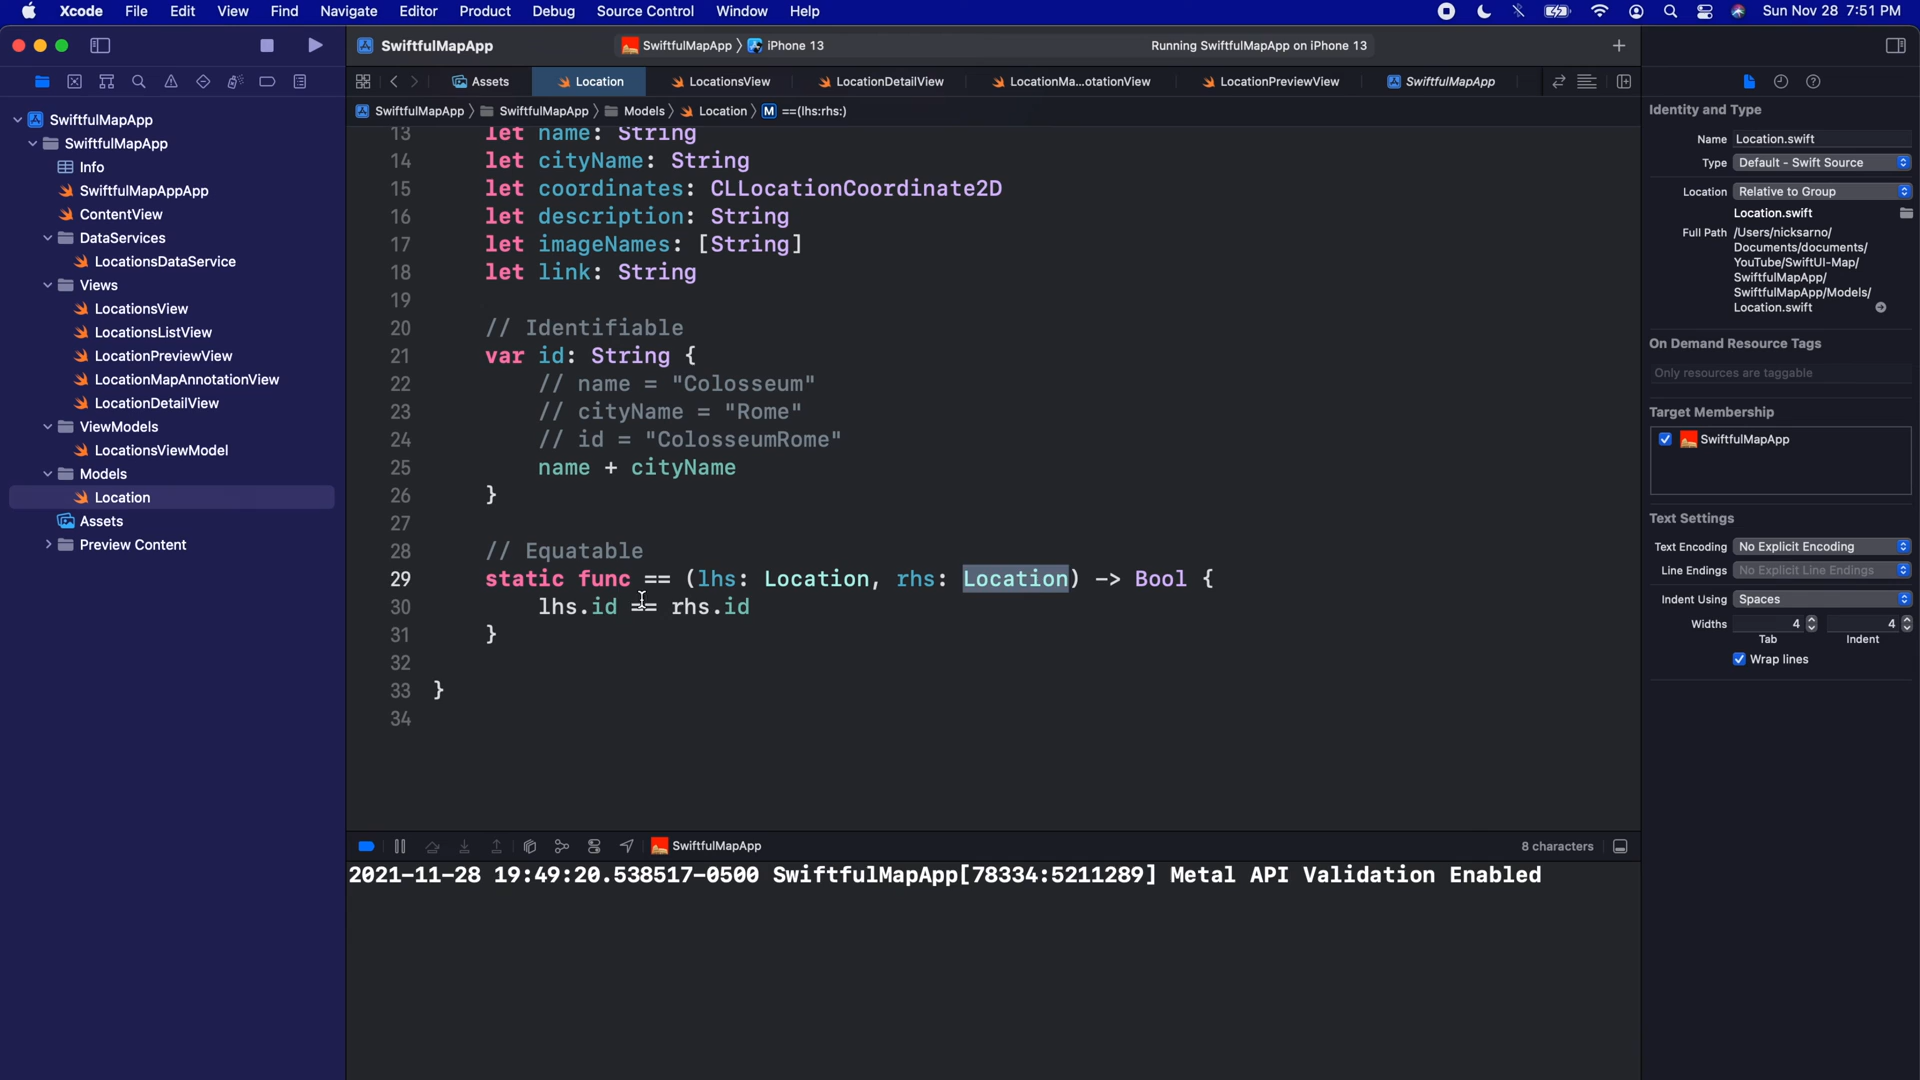 Xcode File Edit View Find Navigate Editor Product Debug Source Control Window Help Sun Nov 28 7:51 PM
SwiftfulMapApp SwiftfulMapApp iPhone 13 Running SwiftfulMapApp on iPhone 13
Assets Location LocationsView LocationDetailView LocationMa...otationView LocationPreviewView SwiftfulMapApp
SwiftfulMapApp SwiftfulMapApp Models Location M ==(lhs:rhs:)
SwiftfulMapApp
SwiftfulMapApp
Info
SwiftfulMapAppApp
ContentView
DataServices
LocationsDataService
Views
LocationsView
LocationsListView
LocationPreviewView
LocationMapAnnotationView
LocationDetailView
ViewModels
LocationsViewModel
Models
Location
Assets
Preview Content
13 let name: String
14 let cityName: String
15 let coordinates: CLLocationCoordinate2D
16 let description: String
17 let imageNames: [String]
18 let link: String
19
20 // Identifiable
21 var id: String {
22 // name = "Colosseum"
23 // cityName = "Rome"
24 // id = "ColosseumRome"
25 name + cityName
26 }
27
28 // Equatable
29 static func == (lhs: Location, rhs: Location) -> Bool {
30 lhs.id == rhs.id
31 }
32
33 }
34
SwiftfulMapApp 8 characters
2021-11-28 19:49:20.538517-0500 SwiftfulMapApp[78334:5211289] Metal API Validation Enabled
Identity and Type
Name Location.swift
Type Default - Swift Source
Location Relative to Group
Location.swift
Full Path /Users/nicksarno/
Documents/documents/
YouTube/SwiftUI-Map/
SwiftfulMapApp/
SwiftfulMapApp/Models/
Location.swift
On Demand Resource Tags
Only resources are taggable
Target Membership
SwiftfulMapApp
Text Settings
Text Encoding No Explicit Encoding
Line Endings No Explicit Line Endings
Indent Using Spaces
Widths 4 4
Tab Indent
Wrap lines